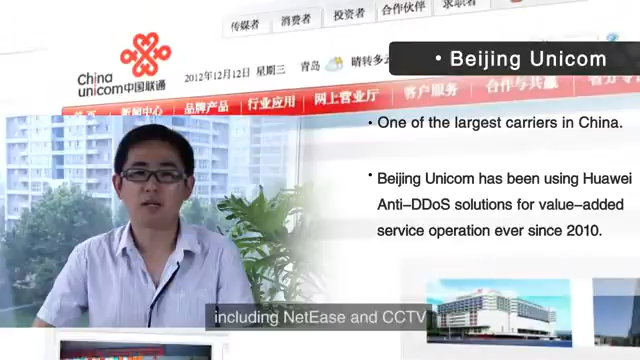 传媒者 消费者 投资者 合作伙伴 求职者
China
unicom中国联通
2012年12月12日 星期三 青岛 晴转多云
新闻中心 品牌产品 行业应用 网上营业厅 客户服务 合作与共赢
• Beijing Unicom
• One of the largest carriers in China.
• Beijing Unicom has been using Huawei
Anti-DDoS solutions for value-added
service operation ever since 2010.
including NetEase and CCTV